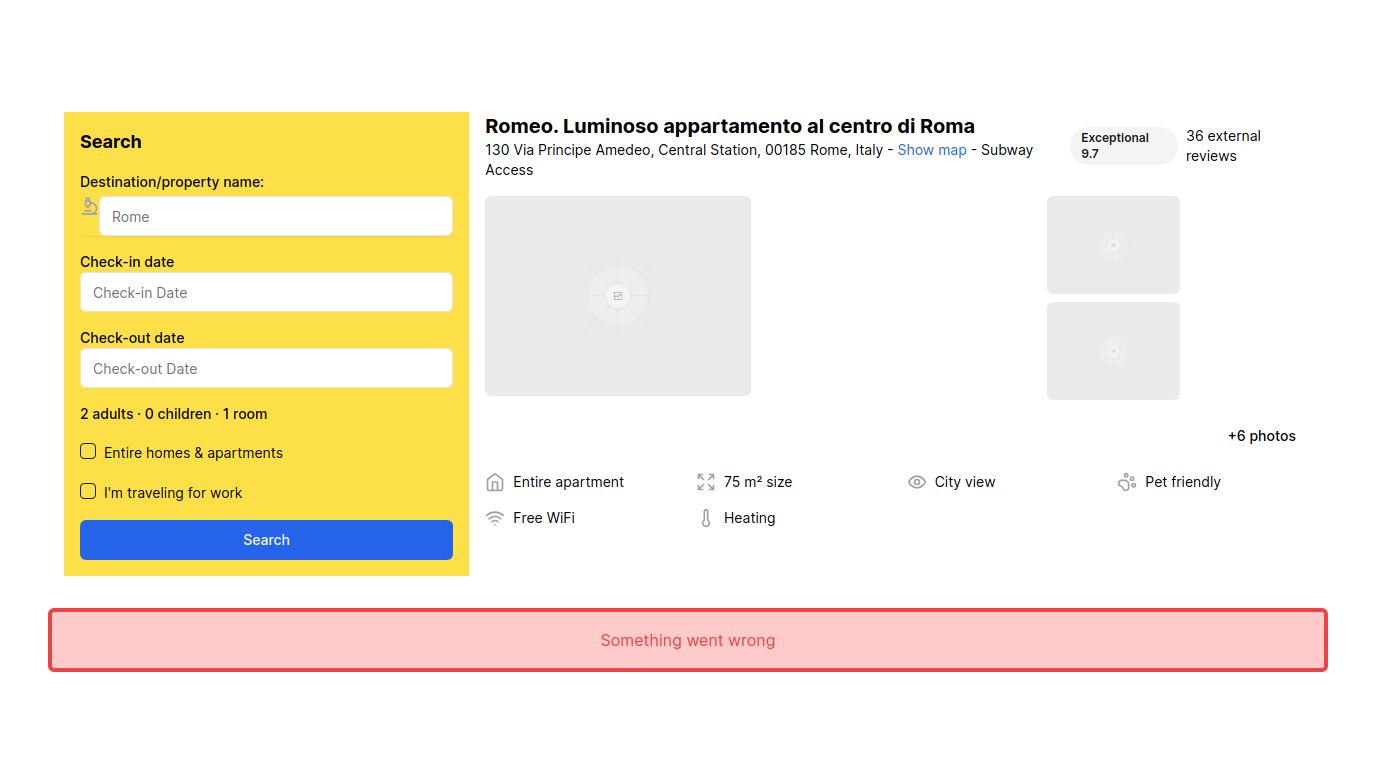 Search
Destination/property name:
Rome
Check-in date
Check-in Date
Check-out date
Check-out Date
2 adults · 0 children · 1 room
Entire homes & apartments
I'm traveling for work
Search
Romeo. Luminoso appartamento al centro di Roma
130 Via Principe Amedeo, Central Station, 00185 Rome, Italy - Show map - Subway
Access
Exceptional
9.7
36 external
reviews
+6 photos
Entire apartment
75 m² size
City view
Pet friendly
Free WiFi
Heating
Something went wrong